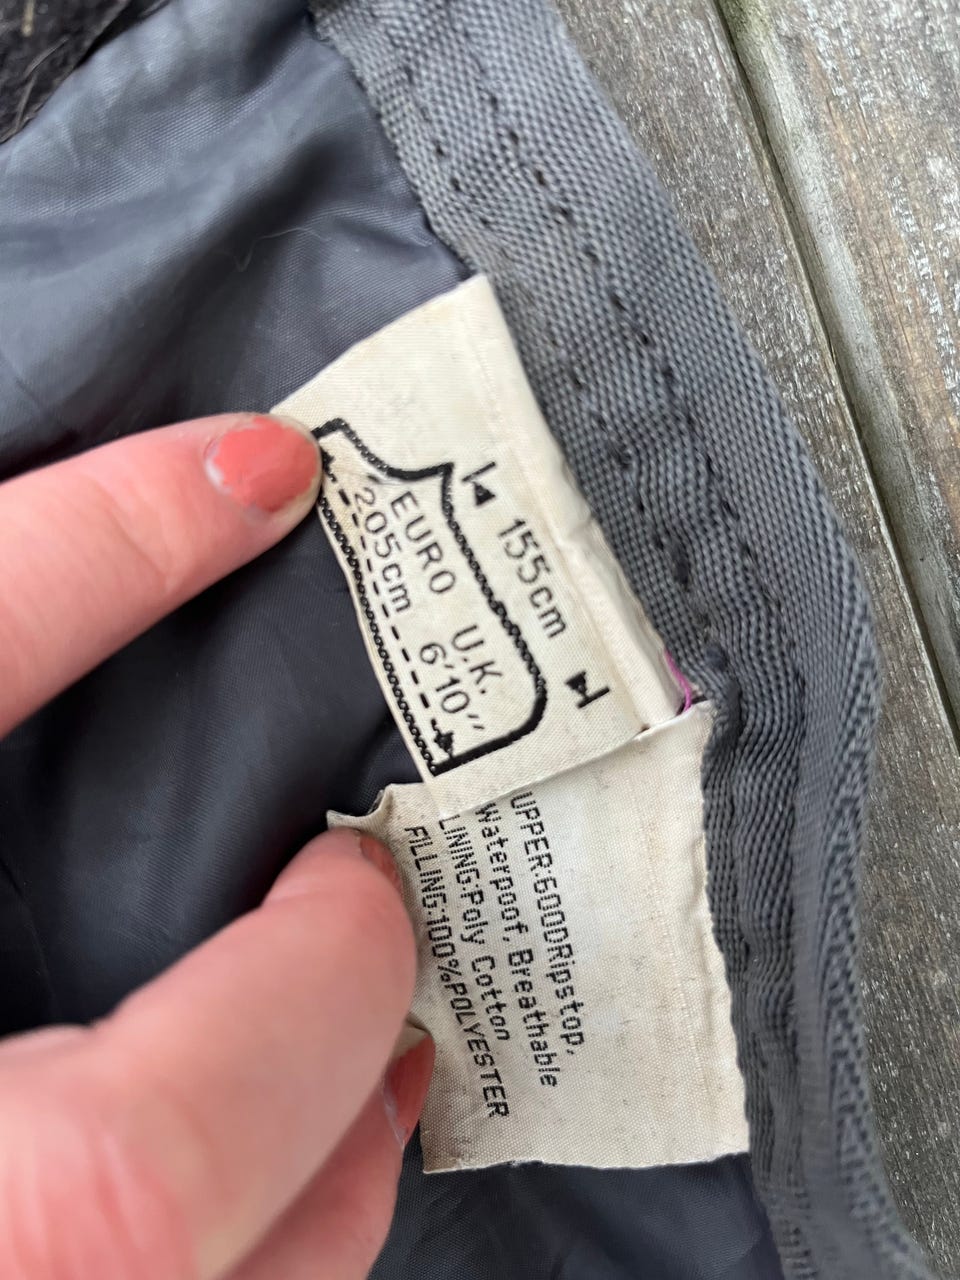 155cm
EURO U.K.
205cm 6'10"
UPPER:600DRipstop,
Waterpoof, Breathable
LINING:Poly Cotton
FILLING:100%POLYESTER